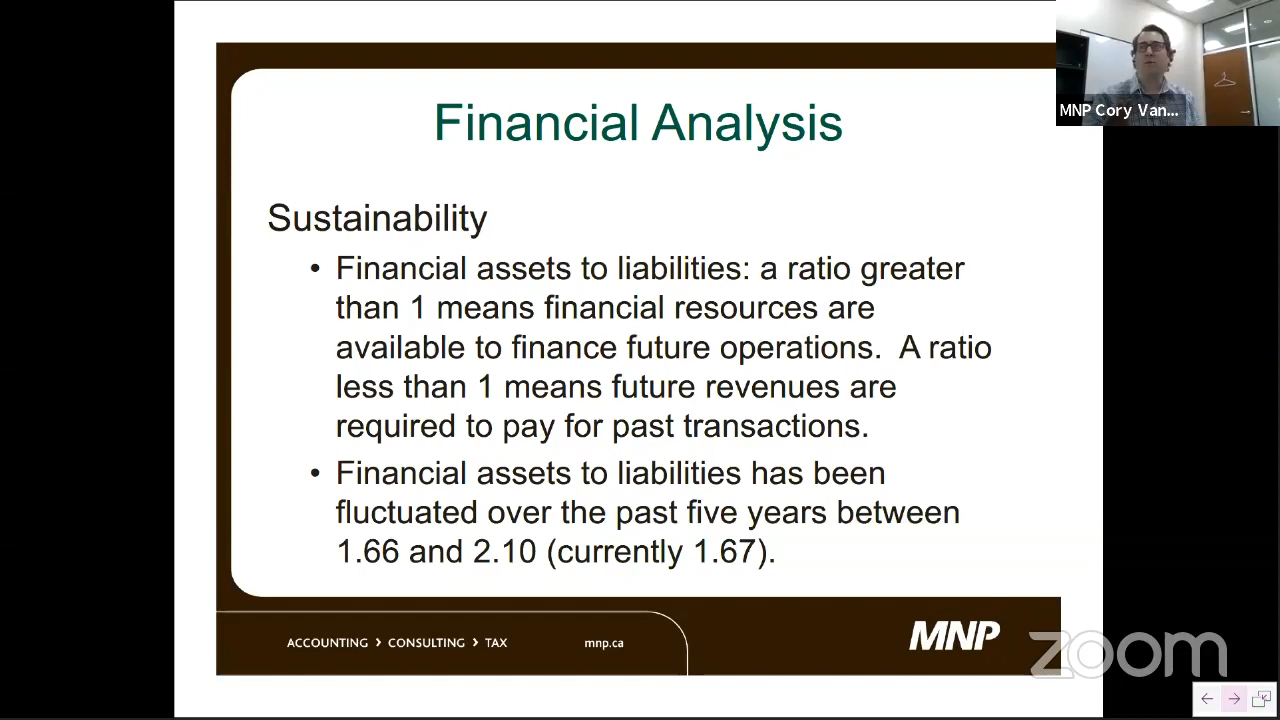 Financial Analysis
MNP Cory Van...
Sustainability
• Financial assets to liabilities: a ratio greater
than 1 means financial resources are
available to finance future operations. A ratio
less than 1 means future revenues are
required to pay for past transactions.
• Financial assets to liabilities has been
fluctuated over the past five years between
1.66 and 2.10 (currently 1.67).
ACCOUNTING > CONSULTING > TAX
mnp.ca
MNP
zoom